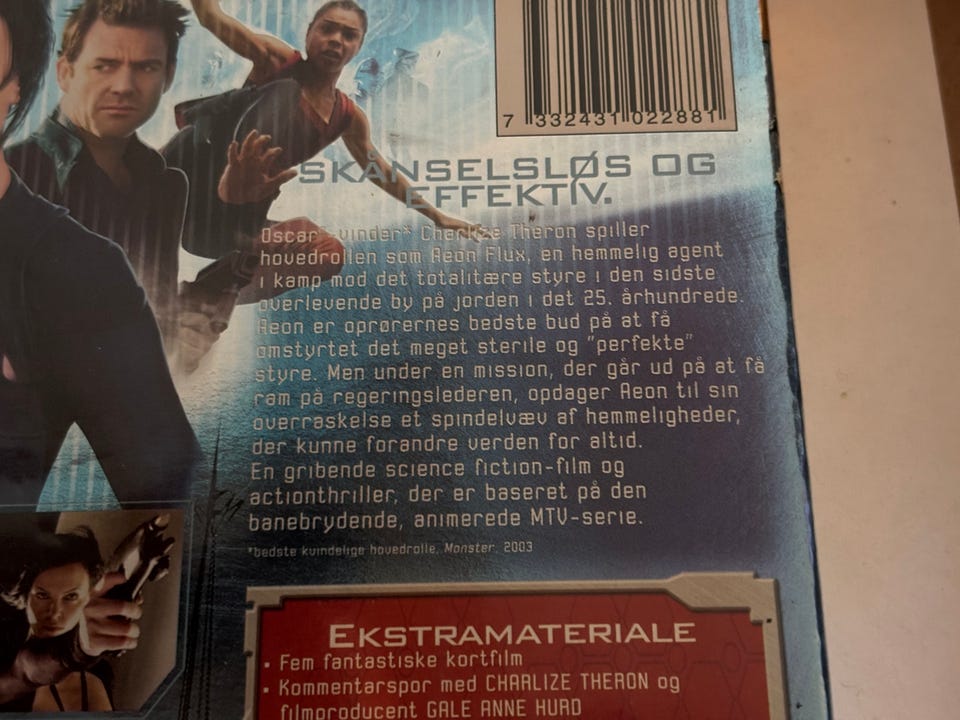 7 332431 022881
SKÅNSELSLØS OG
EFFEKTIV.
Oscar®-vinder* Charlize Theron spiller
hovedrollen som Aeon Flux, en hemmelig agent
i kamp mod det totalitære styre i den sidste
overlevende by på jorden i det 25. århundrede.
Aeon er oprørernes bedste bud på at få
omstyrtet det meget sterile og "perfekte"
styre. Men under en mission, der går ud på at få
ram på regeringslederen, opdager Aeon til sin
overraskelse et spindelvæv af hemmeligheder,
der kunne forandre verden for altid.
En gribende science fiction-film og
actionthriller, der er baseret på den
banebrydende, animerede MTV-serie.
*bedste kvindelige hovedrolle, Monster, 2003
EKSTRAMATERIALE
• Fem fantastiske kortfilm
• Kommentarspor med CHARLIZE THERON og
filmproducent GALE ANNE HURD